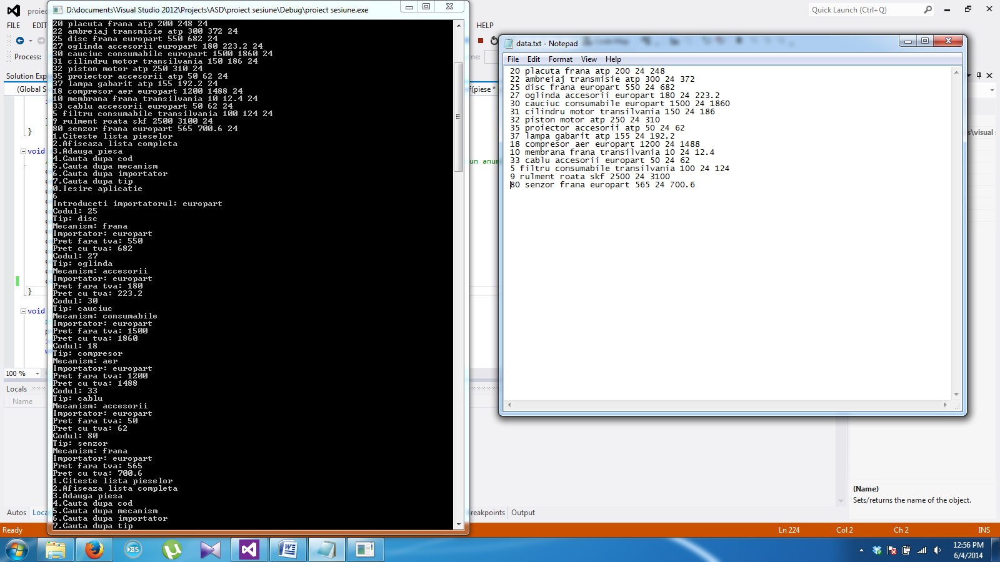 proie
Quick Launch (Ctrl+Q)
FILE
EDIT
HELP
Process:
Solution Exp
(Global S
(piese *
s\visual s
}
void
un anum
}
void
100 %
Locals
Name
Autos
Loca
reakpoints
Output
(Name)
Sets/returns the name of the object.
Ready
Ln 224
Col 2
Ch 2
INS
D:\documents\Visual Studio 2012\Projects\ASD\proiect sesiune\Debug\proiect sesiune.exe
20 placuta frana atp 200 248 24
22 ambreiaj transmisie atp 300 372 24
25 disc frana europart 550 682 24
27 oglinda accesorii europart 180 223.2 24
30 cauciuc consumabile europart 1500 1860 24
31 cilindru motor transilvania 150 186 24
32 piston motor atp 250 310 24
35 proiector accesorii atp 50 62 24
37 lampa gabarit atp 155 192.2 24
18 compresor aer europart 1200 1488 24
10 membrana frana transilvania 10 12.4 24
33 cablu accesorii europart 50 62 24
5 filtru consumabile transilvania 100 124 24
9 rulment roata skf 2500 3100 24
80 senzor frana europart 565 700.6 24
1.Citeste lista pieselor
2.Afiseaza lista completa
3.Adauga piesa
4.Cauta dupa cod
5.Cauta dupa mecanism
6.Cauta dupa importator
7.Cauta dupa tip
0.Iesire aplicatie
6
Introduceti importatorul: europart
Codul: 25
Tip: disc
Mecanism: frana
Importator: europart
Pret fara tva: 550
Pret cu tva: 682
Codul: 27
Tip: oglinda
Mecanism: accesorii
Importator: europart
Pret fara tva: 180
Pret cu tva: 223.2
Codul: 30
Tip: cauciuc
Mecanism: consumabile
Importator: europart
Pret fara tva: 1500
Pret cu tva: 1860
Codul: 18
Tip: compresor
Mecanism: aer
Importator: europart
Pret fara tva: 1200
Pret cu tva: 1488
Codul: 33
Tip: cablu
Mecanism: accesorii
Importator: europart
Pret fara tva: 50
Pret cu tva: 62
Codul: 80
Tip: senzor
Mecanism: frana
Importator: europart
Pret fara tva: 565
Pret cu tva: 700.6
1.Citeste lista pieselor
2.Afiseaza lista completa
3.Adauga piesa
4.Cauta dupa cod
5.Cauta dupa mecanism
6.Cauta dupa importator
7.Cauta dupa tip
data.txt - Notepad
File Edit Format View Help
20 placuta frana atp 200 24 248
22 ambreiaj transmisie atp 300 24 372
25 disc frana europart 550 24 682
27 oglinda accesorii europart 180 24 223.2
30 cauciuc consumabile europart 1500 24 1860
31 cilindru motor transilvania 150 24 186
32 piston motor atp 250 24 310
35 proiector accesorii atp 50 24 62
37 lampa gabarit atp 155 24 192.2
18 compresor aer europart 1200 24 1488
10 membrana frana transilvania 10 24 12.4
33 cablu accesorii europart 50 24 62
5 filtru consumabile transilvania 100 24 124
9 rulment roata skf 2500 24 3100
80 senzor frana europart 565 24 700.6
12:56 PM
6/4/2014